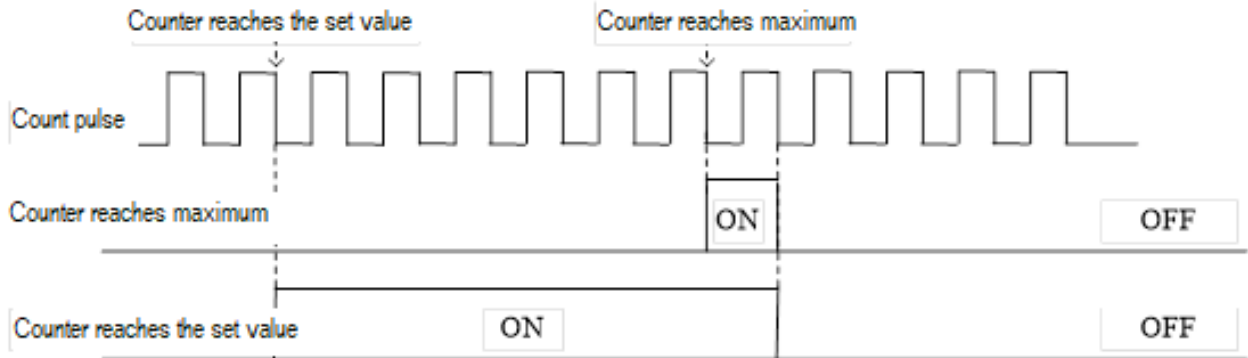 Counter reaches the set value
Counter reaches maximum
Count pulse
Counter reaches maximum
ON
OFF
Counter reaches the set value
ON
OFF